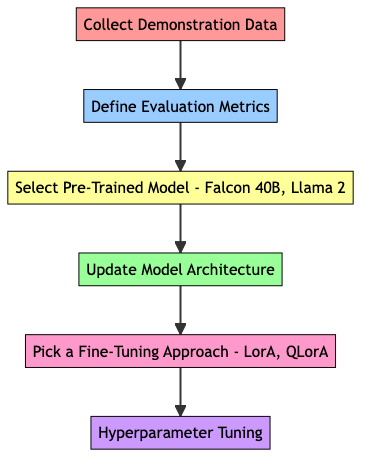 Collect Demonstration Data
Define Evaluation Metrics
Select Pre-Trained Model - Falcon 40B, Llama 2
Update Model Architecture
Pick a Fine-Tuning Approach - LorA, QLorA
Hyperparameter Tuning